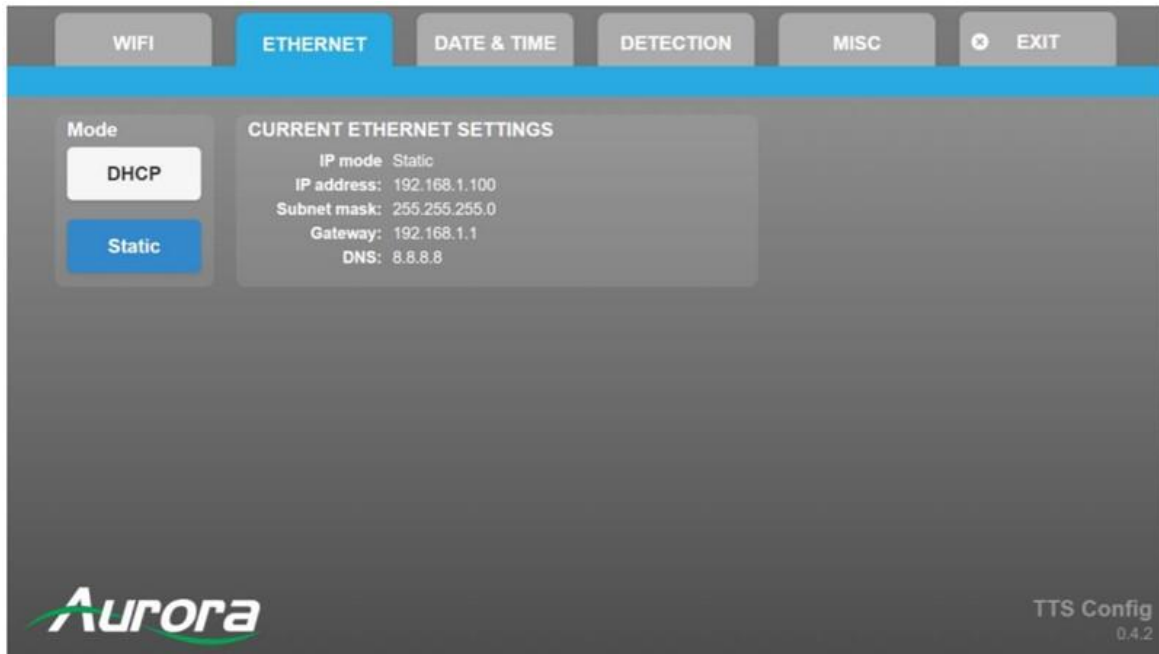 WIFI ETHERNET DATE & TIME DETECTION MISC EXIT
Mode
DHCP
Static
CURRENT ETHERNET SETTINGS
IP mode Static
IP address: 192.168.1.100
Subnet mask: 255.255.255.0
Gateway: 192.168.1.1
DNS: 8.8.8.8
Aurora
TTS Config
0.4.2